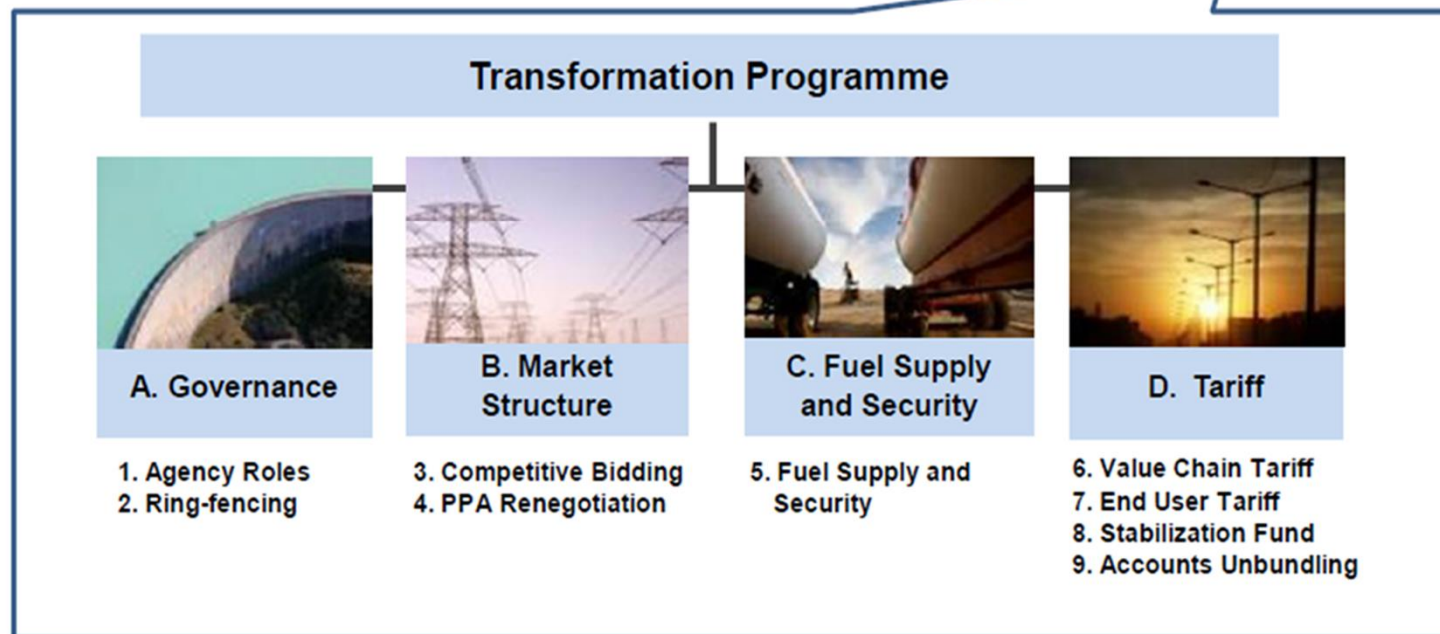 Transformation Programme
A. Governance
B. Market
Structure
C. Fuel Supply
and Security
D. Tariff
1. Agency Roles
2. Ring-fencing
3. Competitive Bidding
4. PPA Renegotiation
5. Fuel Supply and
Security
6. Value Chain Tariff
7. End User Tariff
8. Stabilization Fund
9. Accounts Unbundling